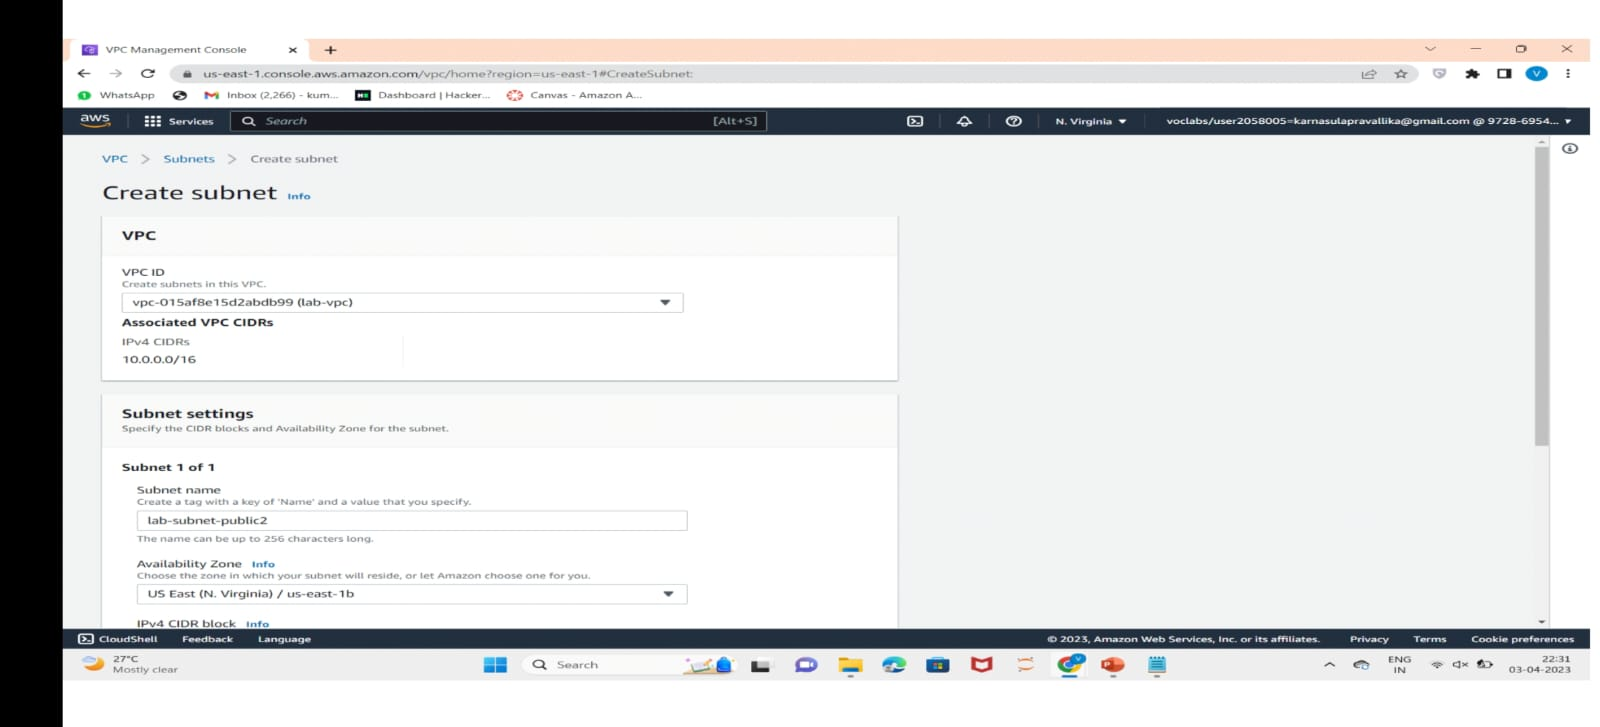 VPC Management Console
us-east-1.console.aws.amazon.com/vpc/home?region=us-east-1#CreateSubnet:
V
WhatsApp Inbox (2,266) - kum... Dashboard | Hacker... Canvas - Amazon A...
aws Services Search [Alt+S] N. Virginia voclabs/user2058005=karnasulapravallika@gmail.com @ 9728-6954...
VPC > Subnets > Create subnet
Create subnet Info
VPC
VPC ID
Create subnets in this VPC.
vpc-015af8e15d2abdb99 (lab-vpc)
Associated VPC CIDRs
IPv4 CIDRs
10.0.0.0/16
Subnet settings
Specify the CIDR blocks and Availability Zone for the subnet.
Subnet 1 of 1
Subnet name
Create a tag with a key of 'Name' and a value that you specify.
lab-subnet-public2
The name can be up to 256 characters long.
Availability Zone Info
Choose the zone in which your subnet will reside, or let Amazon choose one for you.
US East (N. Virginia) / us-east-1b
IPv4 CIDR block Info
CloudShell Feedback Language © 2023, Amazon Web Services, Inc. or its affiliates. Privacy Terms Cookie preferences
27°C
Mostly clear
Search
ENG
IN
22:31
03-04-2023